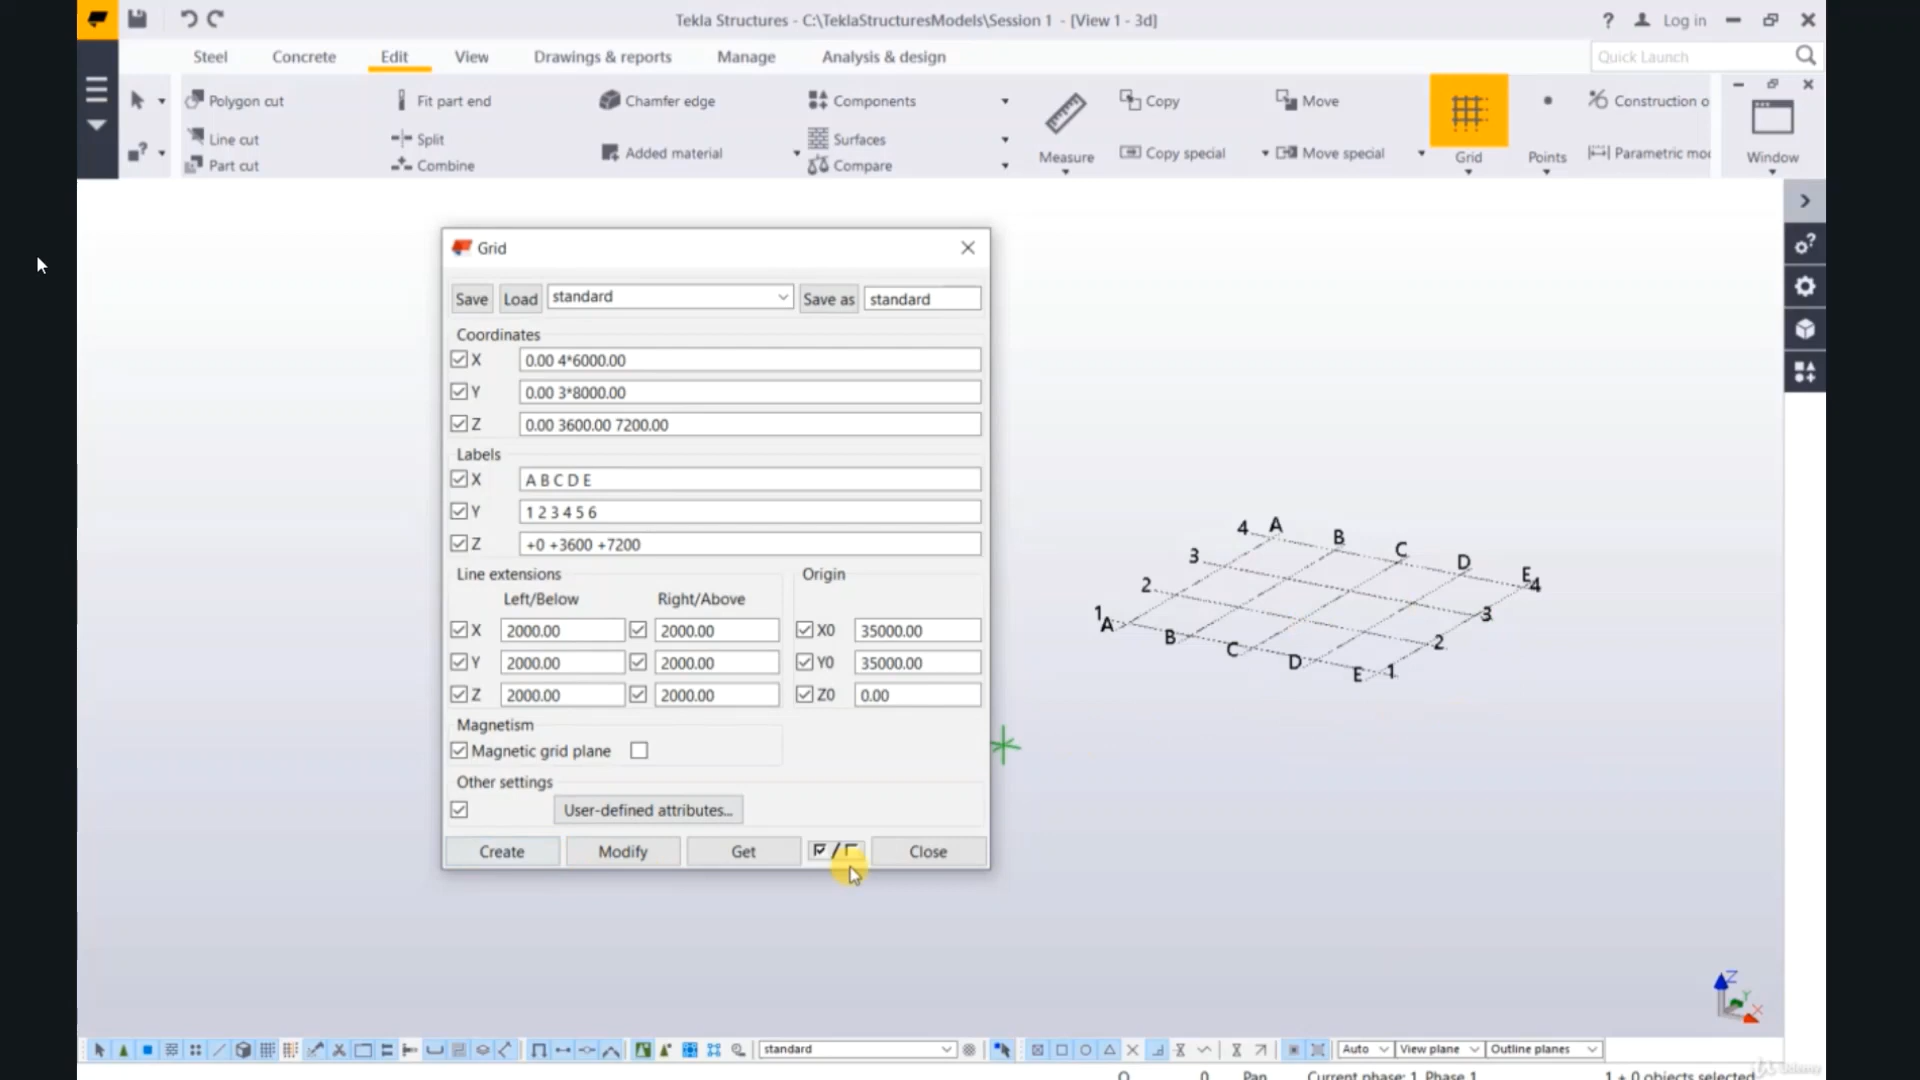 Tekla Structures - C:\TeklaStructuresModels\Session 1 - [View 1 - 3d]
? Log in
Steel Concrete Edit View Drawings & reports Manage Analysis & design Quick Launch
Polygon cut Fit part end Chamfer edge Components Copy Move Construction o
Line cut Split Surfaces
Part cut Combine Added material Compare Measure Copy special Move special Grid Points Parametric mo Window
Grid
Save Load standard Save as standard
Coordinates
X 0.00 4*6000.00
Y 0.00 3*8000.00
Z 0.00 3600.00 7200.00
Labels
X A B C D E
Y 1 2 3 4 5 6
Z +0 +3600 +7200
Line extensions Origin
Left/Below Right/Above
X 2000.00 2000.00 X0 35000.00
Y 2000.00 2000.00 Y0 35000.00
Z 2000.00 2000.00 Z0 0.00
Magnetism
Magnetic grid plane
Other settings
User-defined attributes...
Create Modify Get / Close
4 A
B
3 C
D
2 E 4
1 3
A B 2
C
D
E 1
Z
Y
X
standard Auto View plane Outline planes
O 0 Pan Current phase: 1, Phase 1 1 + 0 objects selected
Udemy